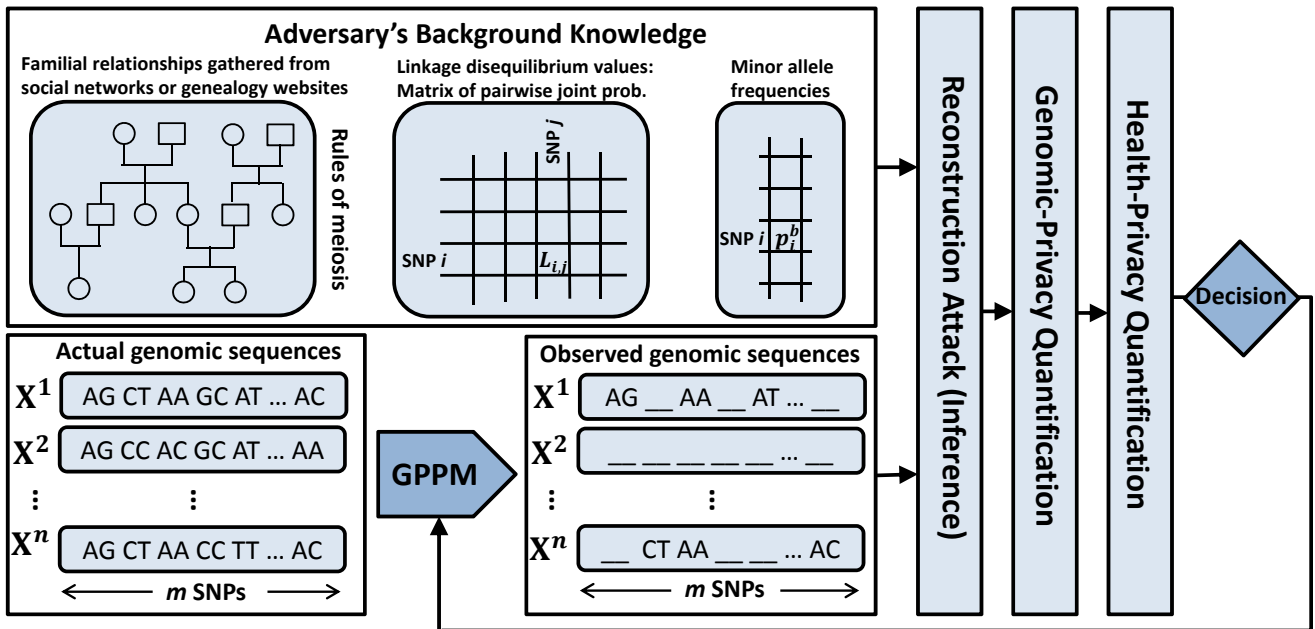 Adversary's Background Knowledge
Familial relationships gathered from
social networks or genealogy websites
Rules of meiosis
Linkage disequilibrium values:
Matrix of pairwise joint prob.
SNP j
SNP i
L_{i,j}
Minor allele
frequencies
SNP i
p_i^b
Actual genomic sequences
X^1 AG CT AA GC AT ... AC
X^2 AG CC AC GC AT ... AA
⋮ ⋮
X^n AG CT AA CC TT ... AC
m SNPs
GPPM
Observed genomic sequences
X^1 AG __ AA __ AT ... __
X^2 __ __ __ __ __ ... __
⋮ ⋮
X^n __ CT AA __ __ ... AC
m SNPs
Reconstruction Attack (Inference)
Genomic-Privacy Quantification
Health-Privacy Quantification
Decision